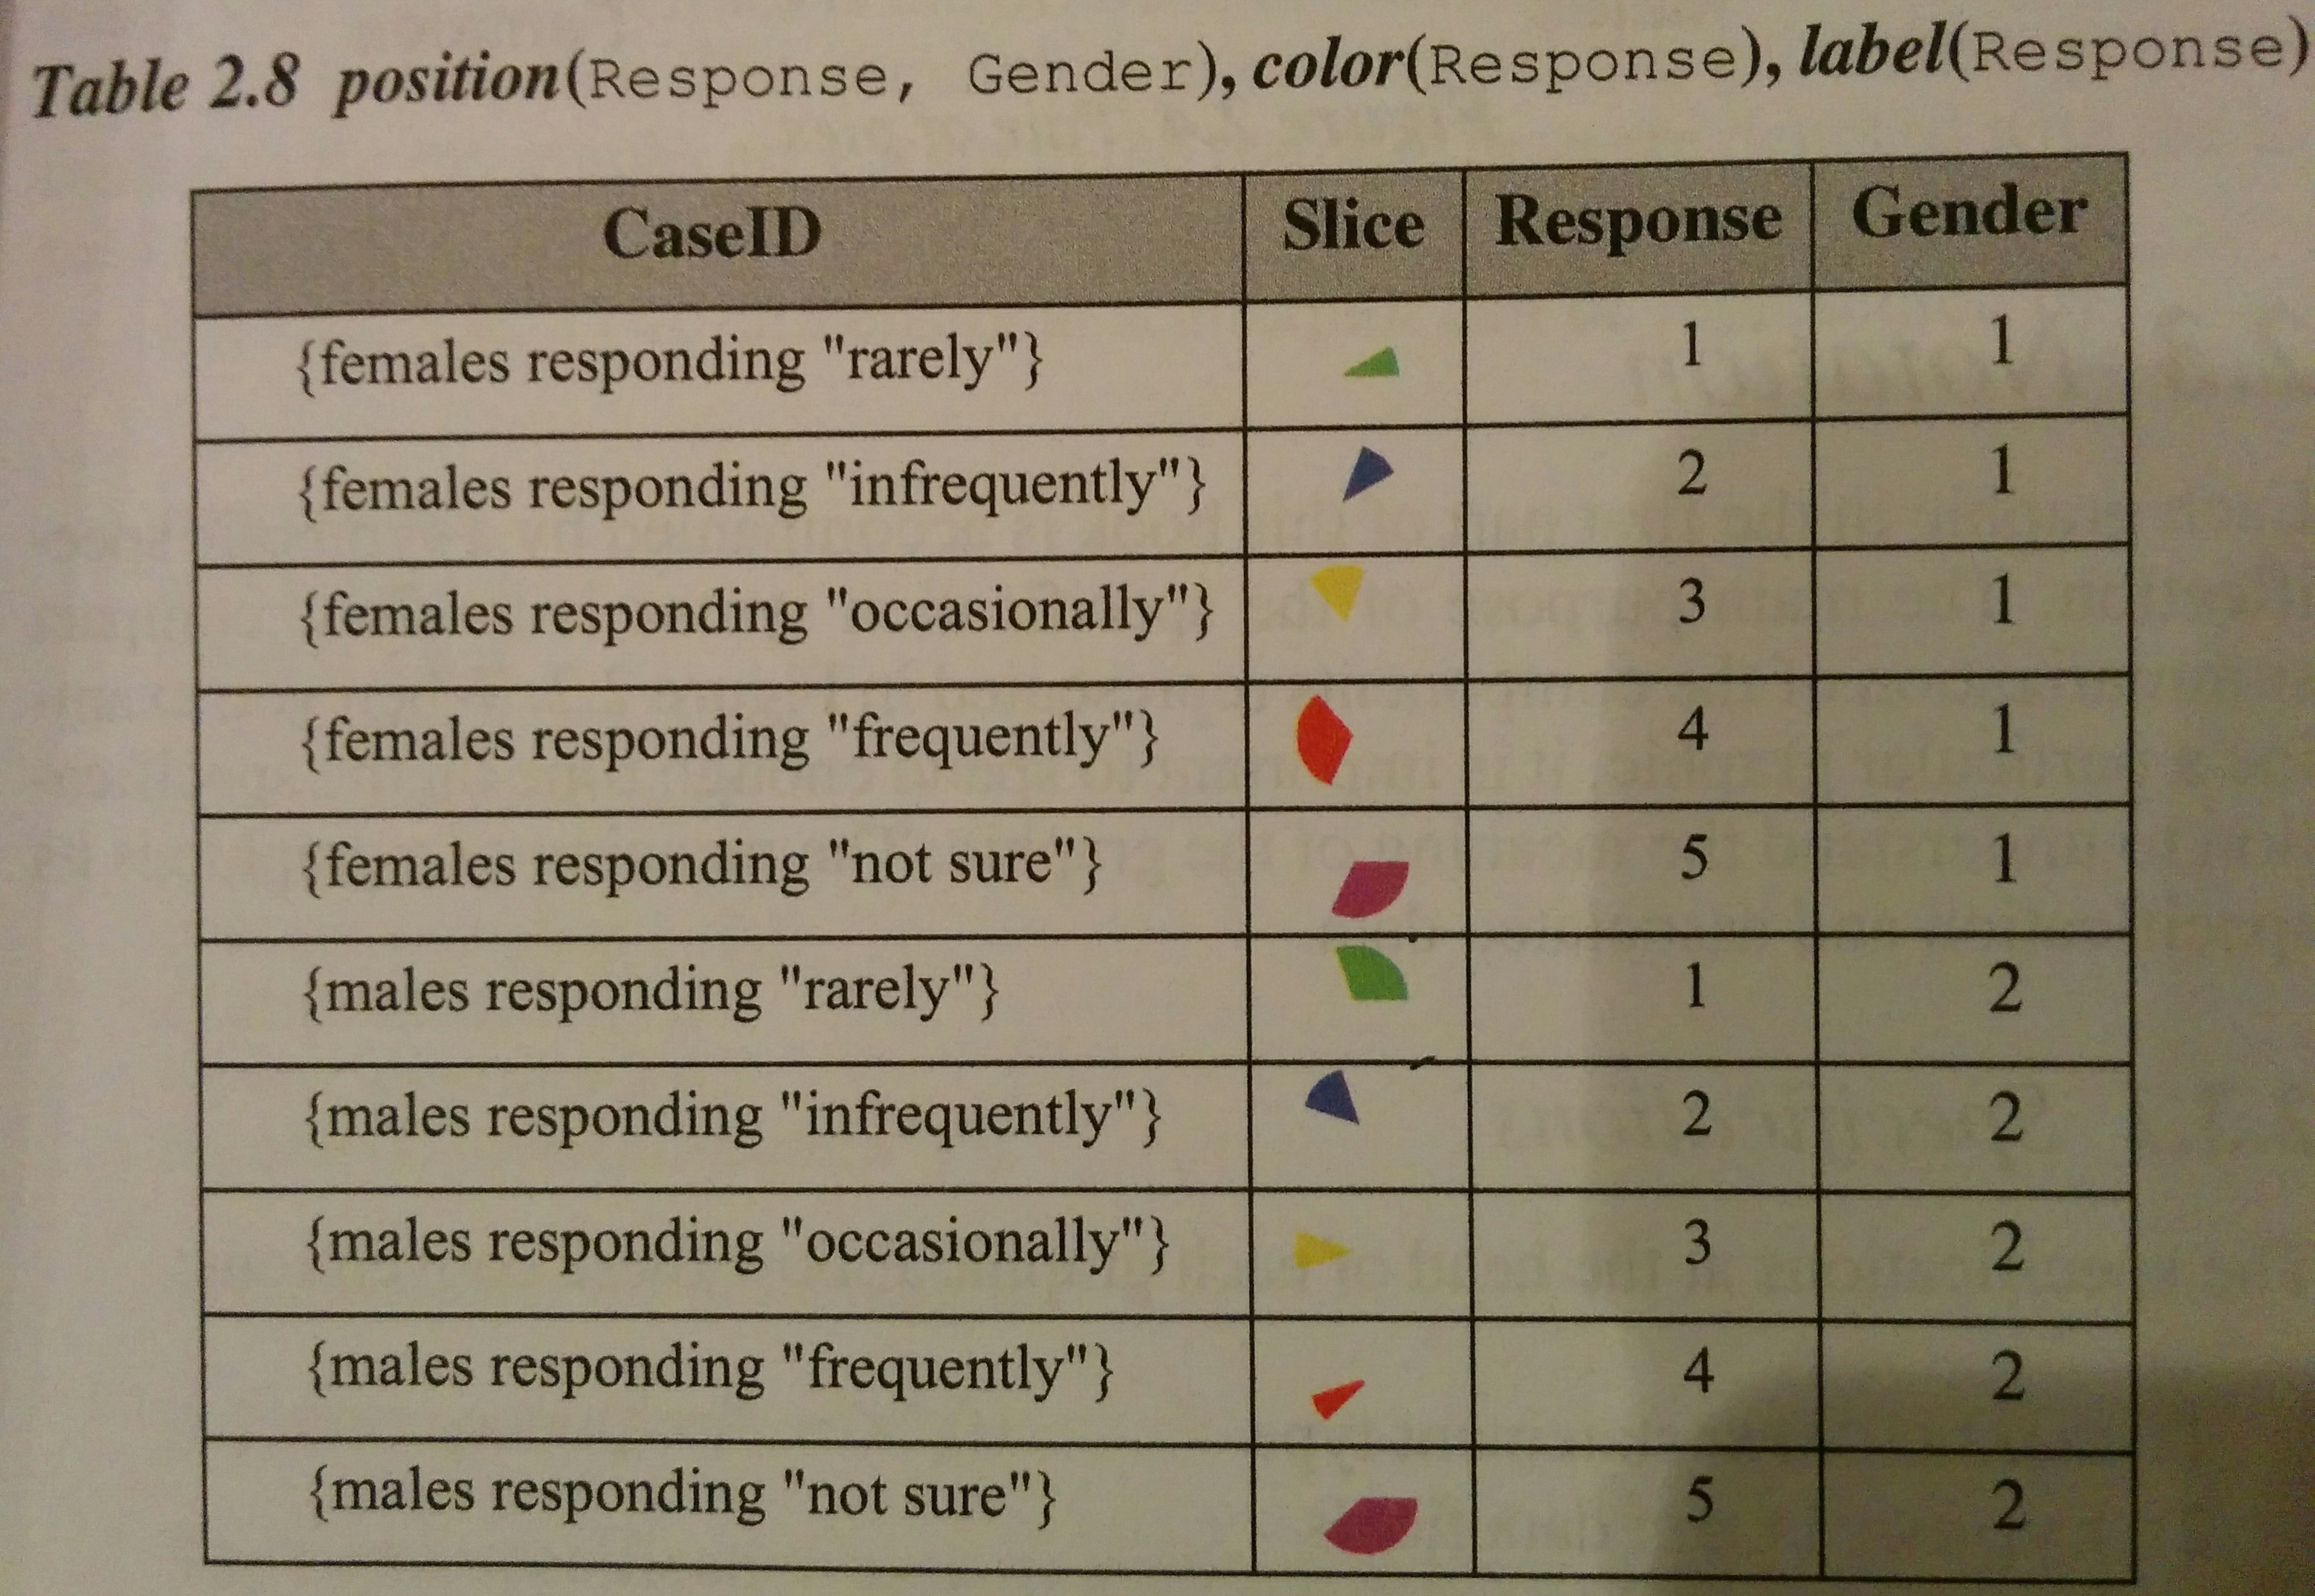 Table 2.8 position(Response, Gender), color(Response), label(Response)
CaseID Slice Response Gender
{females responding "rarely"} 1 1
{females responding "infrequently"} 2 1
{females responding "occasionally"} 3 1
{females responding "frequently"} 4 1
{females responding "not sure"} 5 1
{males responding "rarely"} 1 2
{males responding "infrequently"} 2 2
{males responding "occasionally"} 3 2
{males responding "frequently"} 4 2
{males responding "not sure"} 5 2